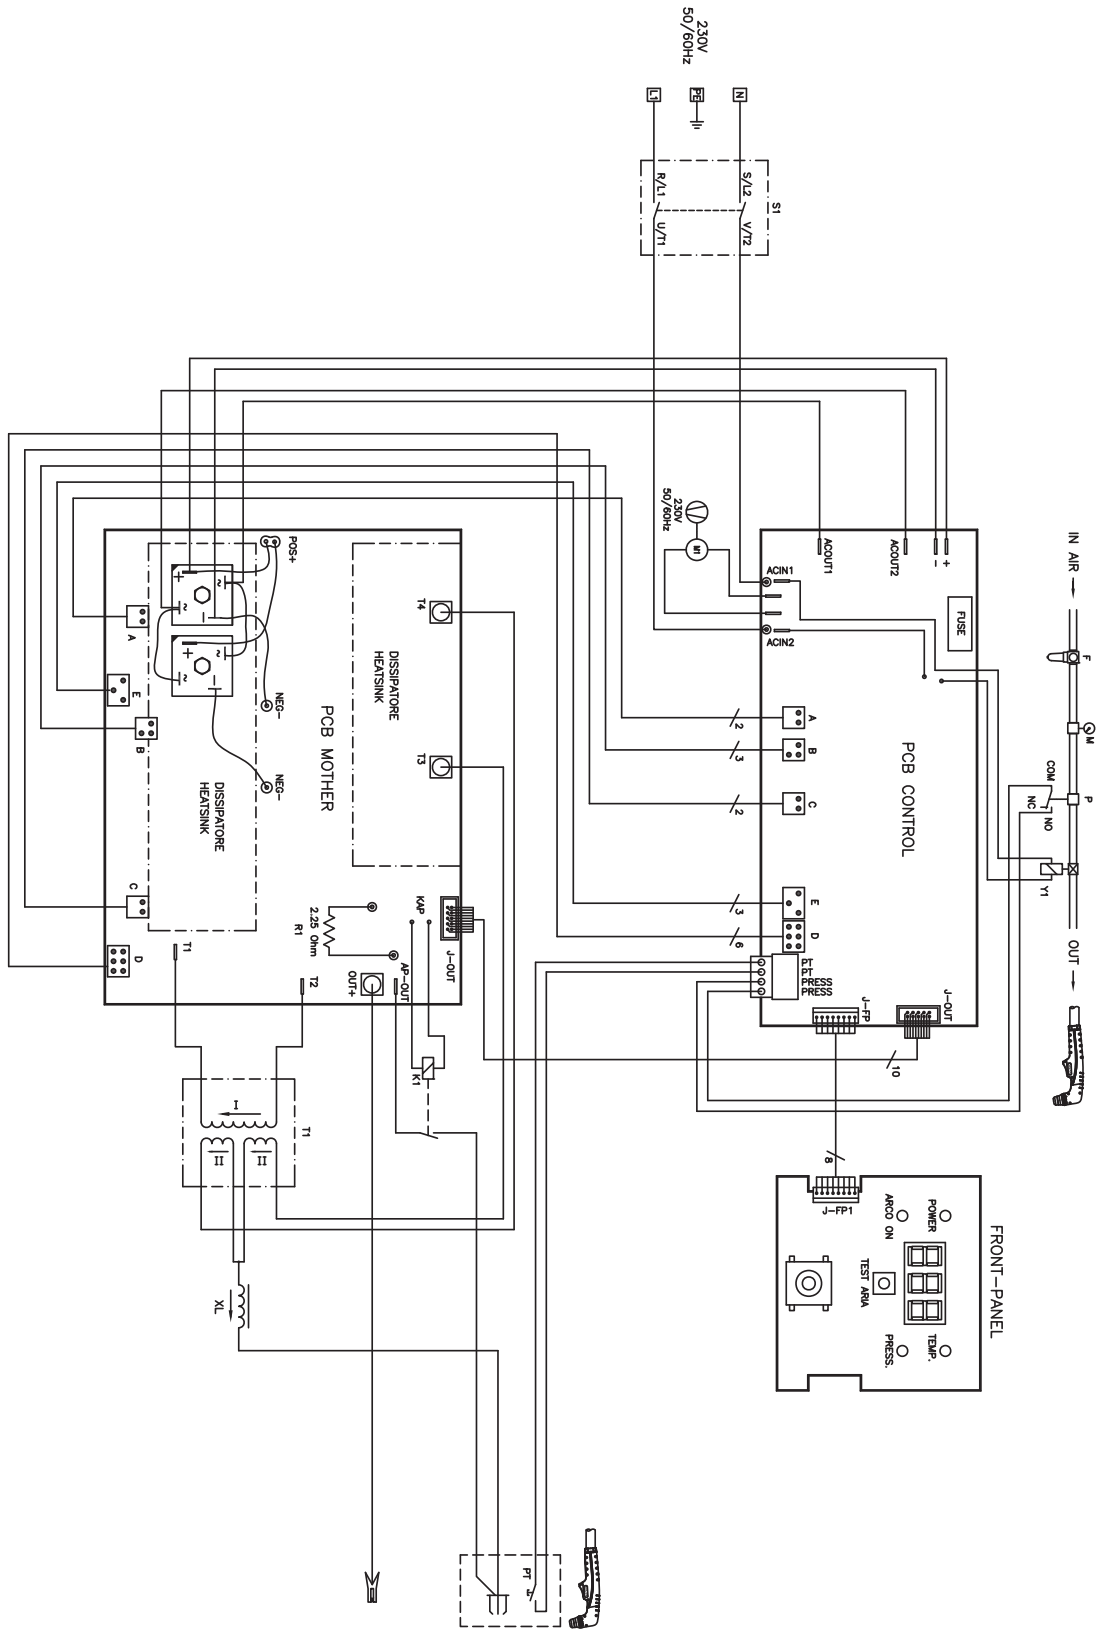 230V
50/60Hz
L1
PE
N
R/L1
S/L2
S1
U/T1
V/T2
230V
50/60Hz
M1
ACIN1
ACIN2
ACOUT1
ACOUT2
-
+
FUSE
IN AIR
F
M
COM
NC
NO
P
Y1
OUT
PCB CONTROL
A
B
C
E
D
2
3
2
3
6
PT
PT
PRESS
PRESS
J-FP
J-OUT
10
8
POS+
+
~
~
-
+
~
~
-
NEG-
NEG-
A
E
B
C
D
PCB MOTHER
DISSIPATORE
HEATSINK
DISSIPATORE
HEATSINK
T4
T3
KAP
J-OUT
2.25 Ohm
R1
AP-OUT
OUT+
T1
T2
K1
T1
I
II
II
XL
FRONT-PANEL
J-FP1
POWER
ARCO ON
TEST ARIA
TEMP.
PRESS.
PT